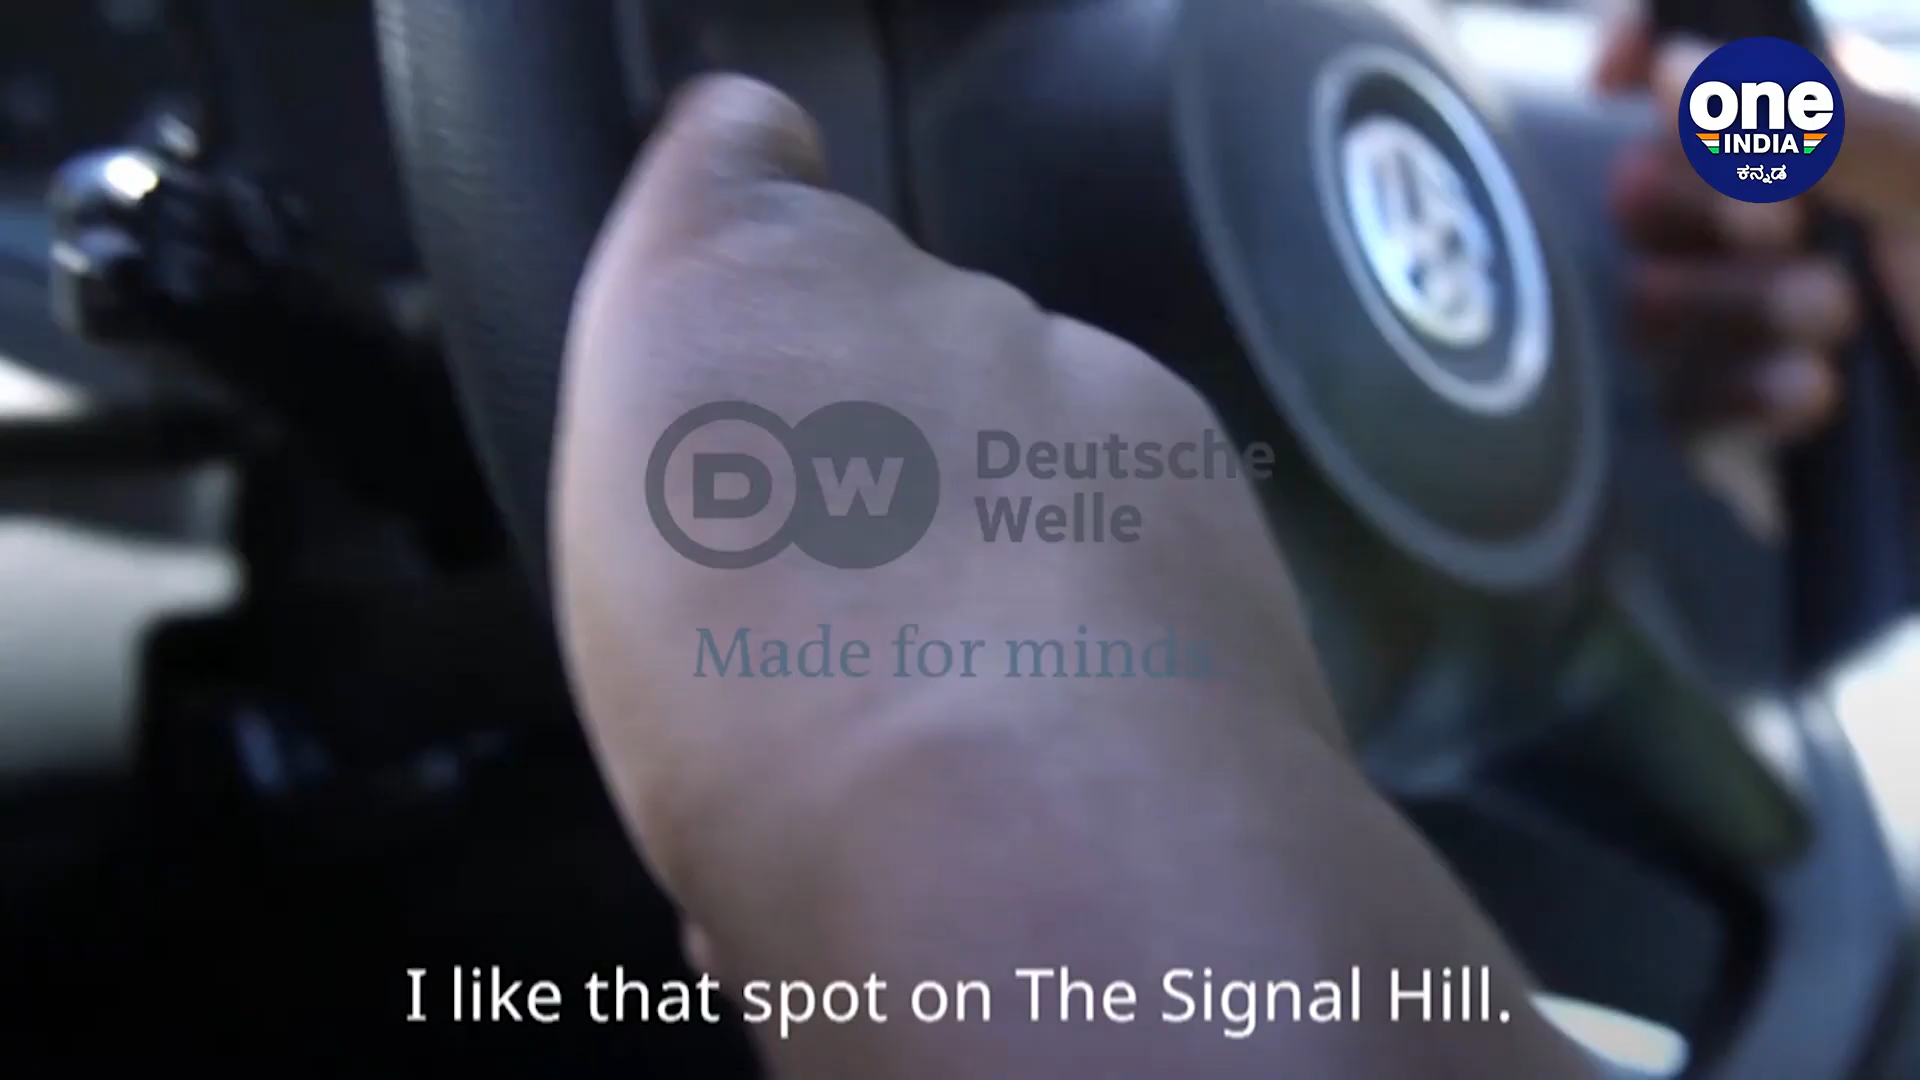 one
INDIA
ಕನ್ನಡ
DW Deutsche
Welle
Made for minds.
I like that spot on The Signal Hill.